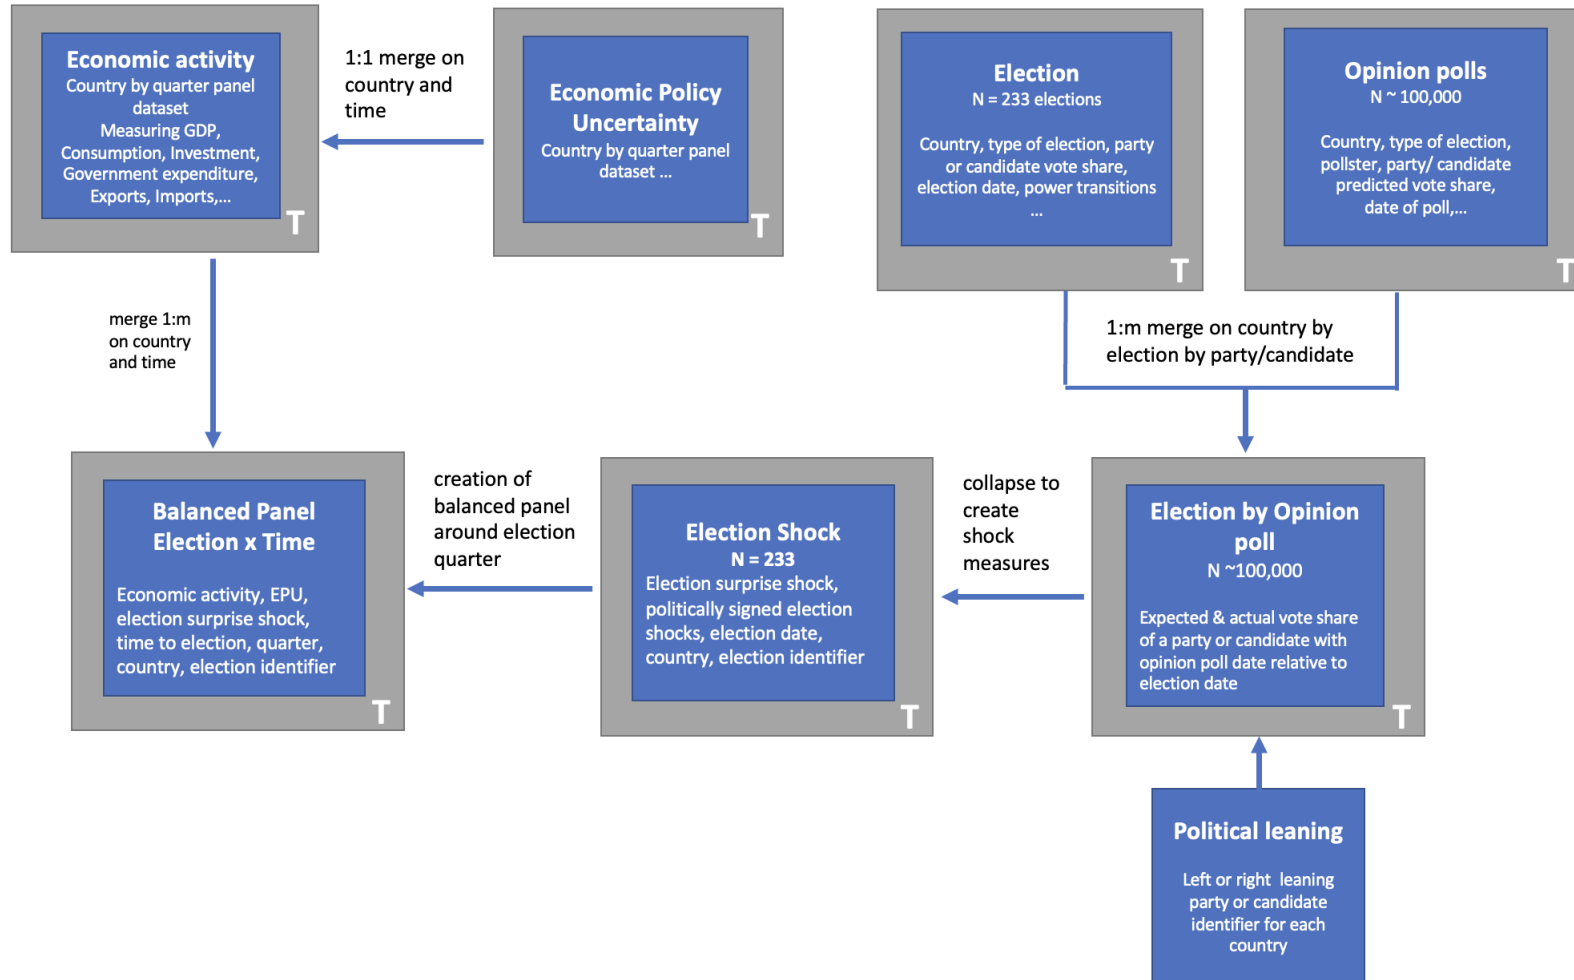 Economic activity
Country by quarter panel
dataset
Measuring GDP,
Consumption, Investment,
Government expenditure,
Exports, Imports,...
T
1:1 merge on
country and
time
Economic Policy
Uncertainty
Country by quarter panel
dataset ...
T
Election
N = 233 elections
Country, type of election, party
or candidate vote share,
election date, power transitions
...
T
Opinion polls
N ~ 100,000
Country, type of election,
pollster, party/ candidate
predicted vote share,
date of poll,...
T
merge 1:m
on country
and time
1:m merge on country by
election by party/candidate
Balanced Panel
Election x Time
Economic activity, EPU,
election surprise shock,
time to election, quarter,
country, election identifier
T
creation of
balanced panel
around election
quarter
Election Shock
N = 233
Election surprise shock,
politically signed election
shocks, election date,
country, election identifier
T
collapse to
create
shock
measures
Election by Opinion
poll
N ~100,000
Expected & actual vote share
of a party or candidate with
opinion poll date relative to
election date
T
Political leaning
Left or right  leaning
party or candidate
identifier for each
country